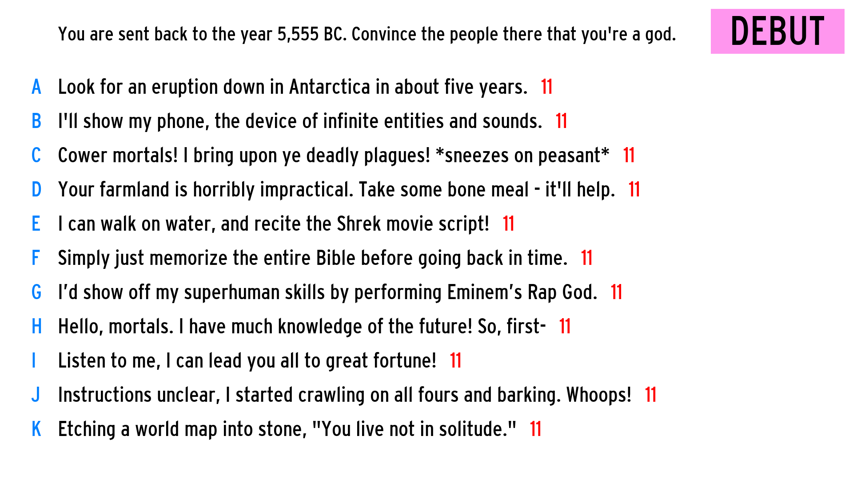 You are sent back to the year 5,555 BC. Convince the people there that you're a god.
DEBUT
A Look for an eruption down in Antarctica in about five years. 11
B I'll show my phone, the device of infinite entities and sounds. 11
C Cower mortals! I bring upon ye deadly plagues! *sneezes on peasant* 11
D Your farmland is horribly impractical. Take some bone meal - it'll help. 11
E I can walk on water, and recite the Shrek movie script! 11
F Simply just memorize the entire Bible before going back in time. 11
G I’d show off my superhuman skills by performing Eminem’s Rap God. 11
H Hello, mortals. I have much knowledge of the future! So, first- 11
I Listen to me, I can lead you all to great fortune! 11
J Instructions unclear, I started crawling on all fours and barking. Whoops! 11
K Etching a world map into stone, "You live not in solitude." 11